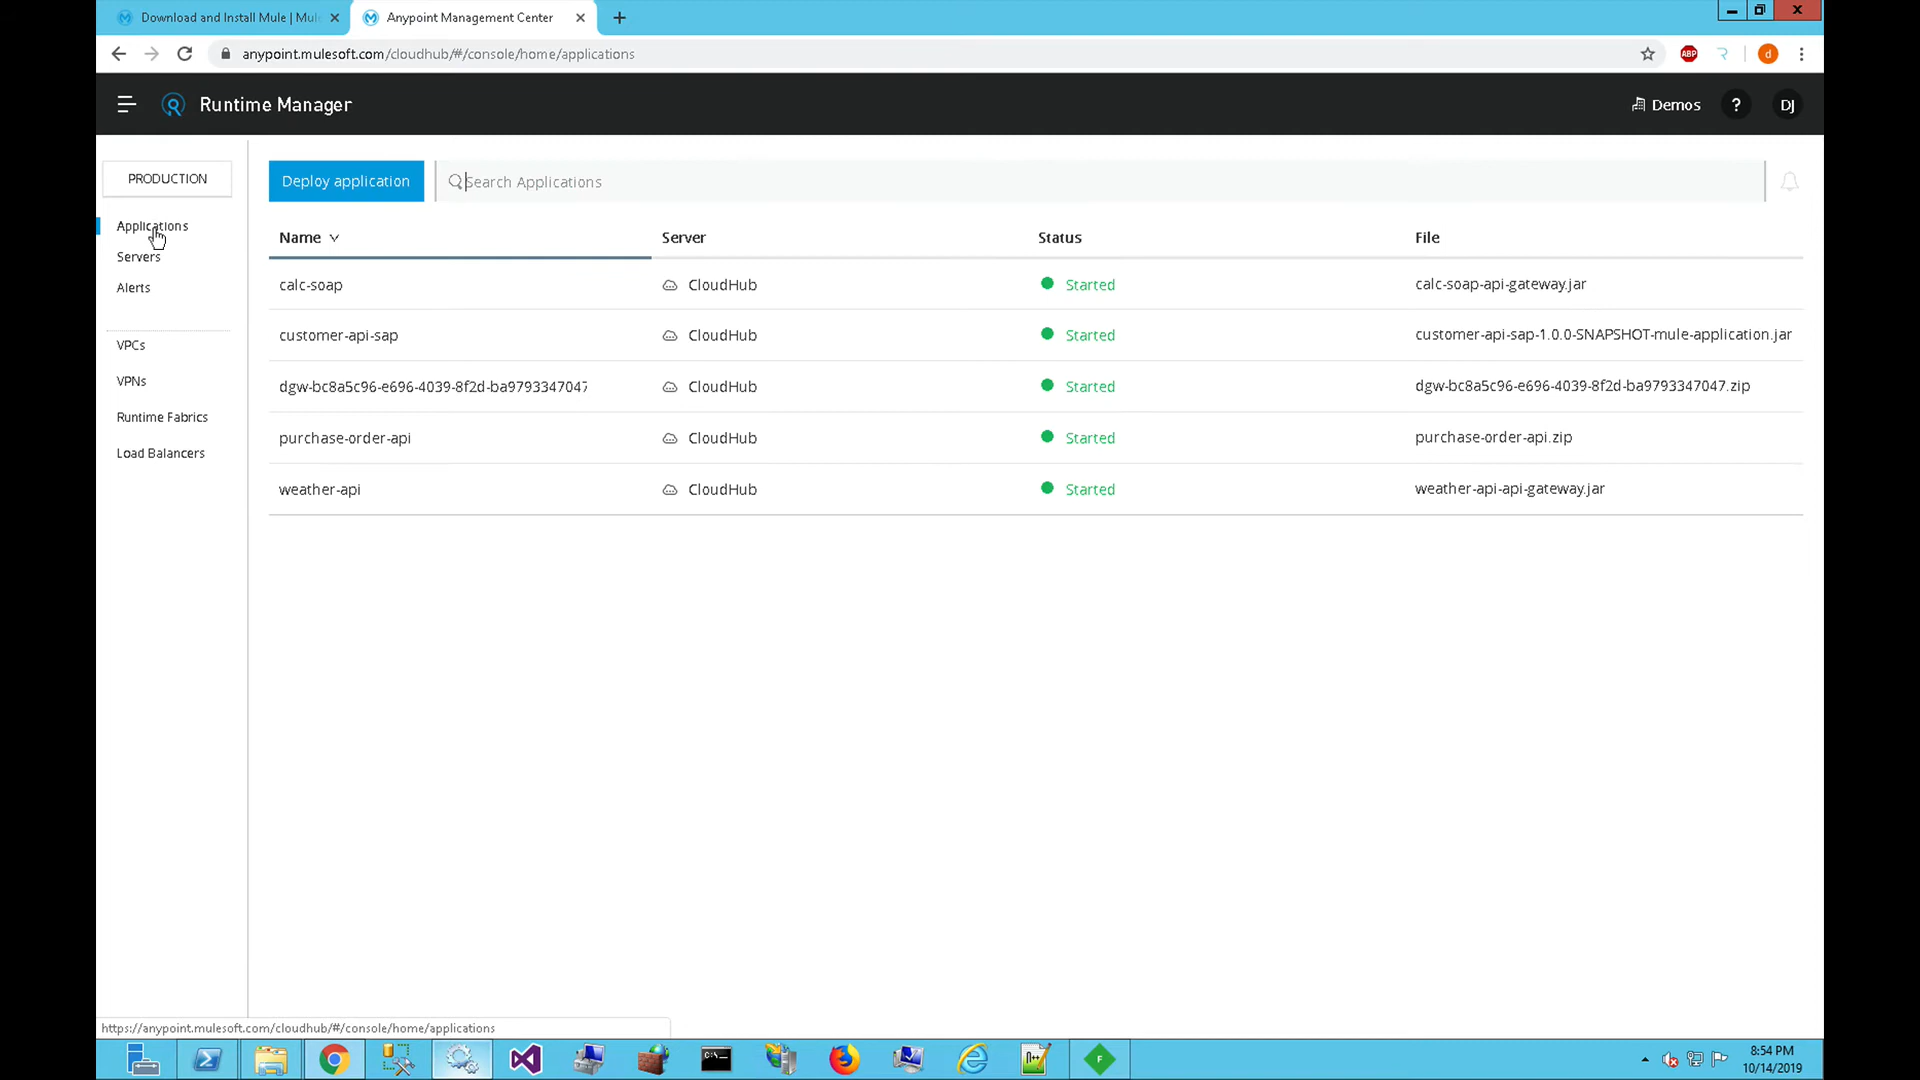 Download and Install Mule | Mul
Anypoint Management Center
anypoint.mulesoft.com/cloudhub/#/console/home/applications
ABP
d
Runtime Manager
Demos
?
DJ
PRODUCTION
Deploy application
Search Applications
Applications
Servers
Alerts
VPCs
VPNs
Runtime Fabrics
Load Balancers
Name
Server
Status
File
calc-soap
CloudHub
Started
calc-soap-api-gateway.jar
customer-api-sap
CloudHub
Started
customer-api-sap-1.0.0-SNAPSHOT-mule-application.jar
dgw-bc8a5c96-e696-4039-8f2d-ba9793347047
CloudHub
Started
dgw-bc8a5c96-e696-4039-8f2d-ba9793347047.zip
purchase-order-api
CloudHub
Started
purchase-order-api.zip
weather-api
CloudHub
Started
weather-api-api-gateway.jar
https://anypoint.mulesoft.com/cloudhub/#/console/home/applications
F
8:54 PM
10/14/2019